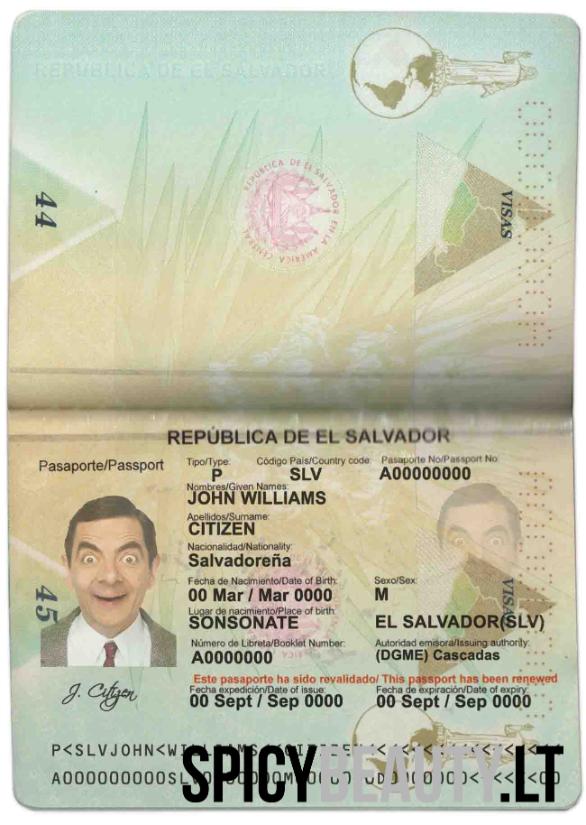 REPÚBLICA DE EL SALVADOR
44
REPÚBLICA DE EL SALVADOR EN LA AMERICA CENTRAL
VISAS
REPÚBLICA DE EL SALVADOR
Pasaporte/Passport
Tipo/Type: Código País/Country code: Pasaporte No/Passport No
P SLV A00000000
Nombres/Given Names:
JOHN WILLIAMS
Apellidos/Surname:
CITIZEN
Nacionalidad/Nationality:
Salvadoreña
Fecha de Nacimiento/Date of Birth: Sexo/Sex:
00 Mar / Mar 0000 M
Lugar de nacimiento/Place of birth:
SONSONATE EL SALVADOR(SLV)
45
VISAS
Número de Libreta/Booklet Number: Autoridad emisora/Issuing authority:
A0000000 (DGME) Cascadas
Este pasaporte ha sido revalidado/ This passport has been renewed
J. Citizen
Fecha expedición/Date of issue: Fecha de expiración/Date of expiry:
00 Sept / Sep 0000 00 Sept / Sep 0000
P<SLVJOHN<WILLIAMS
A000000000SLV
SPICYBEAUTY.LT